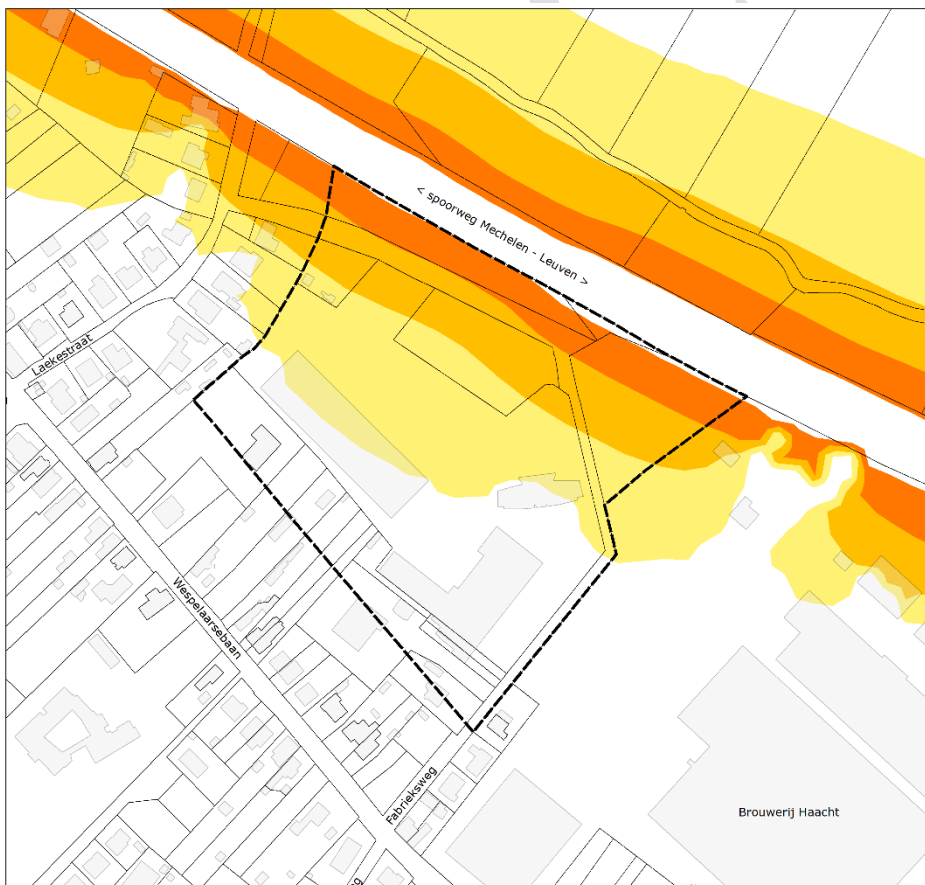 < spoorweg Mechelen - Leuven >
Laekestraat
Wespelaarsebaan
Fabrieksweg
Brouwerij Haacht